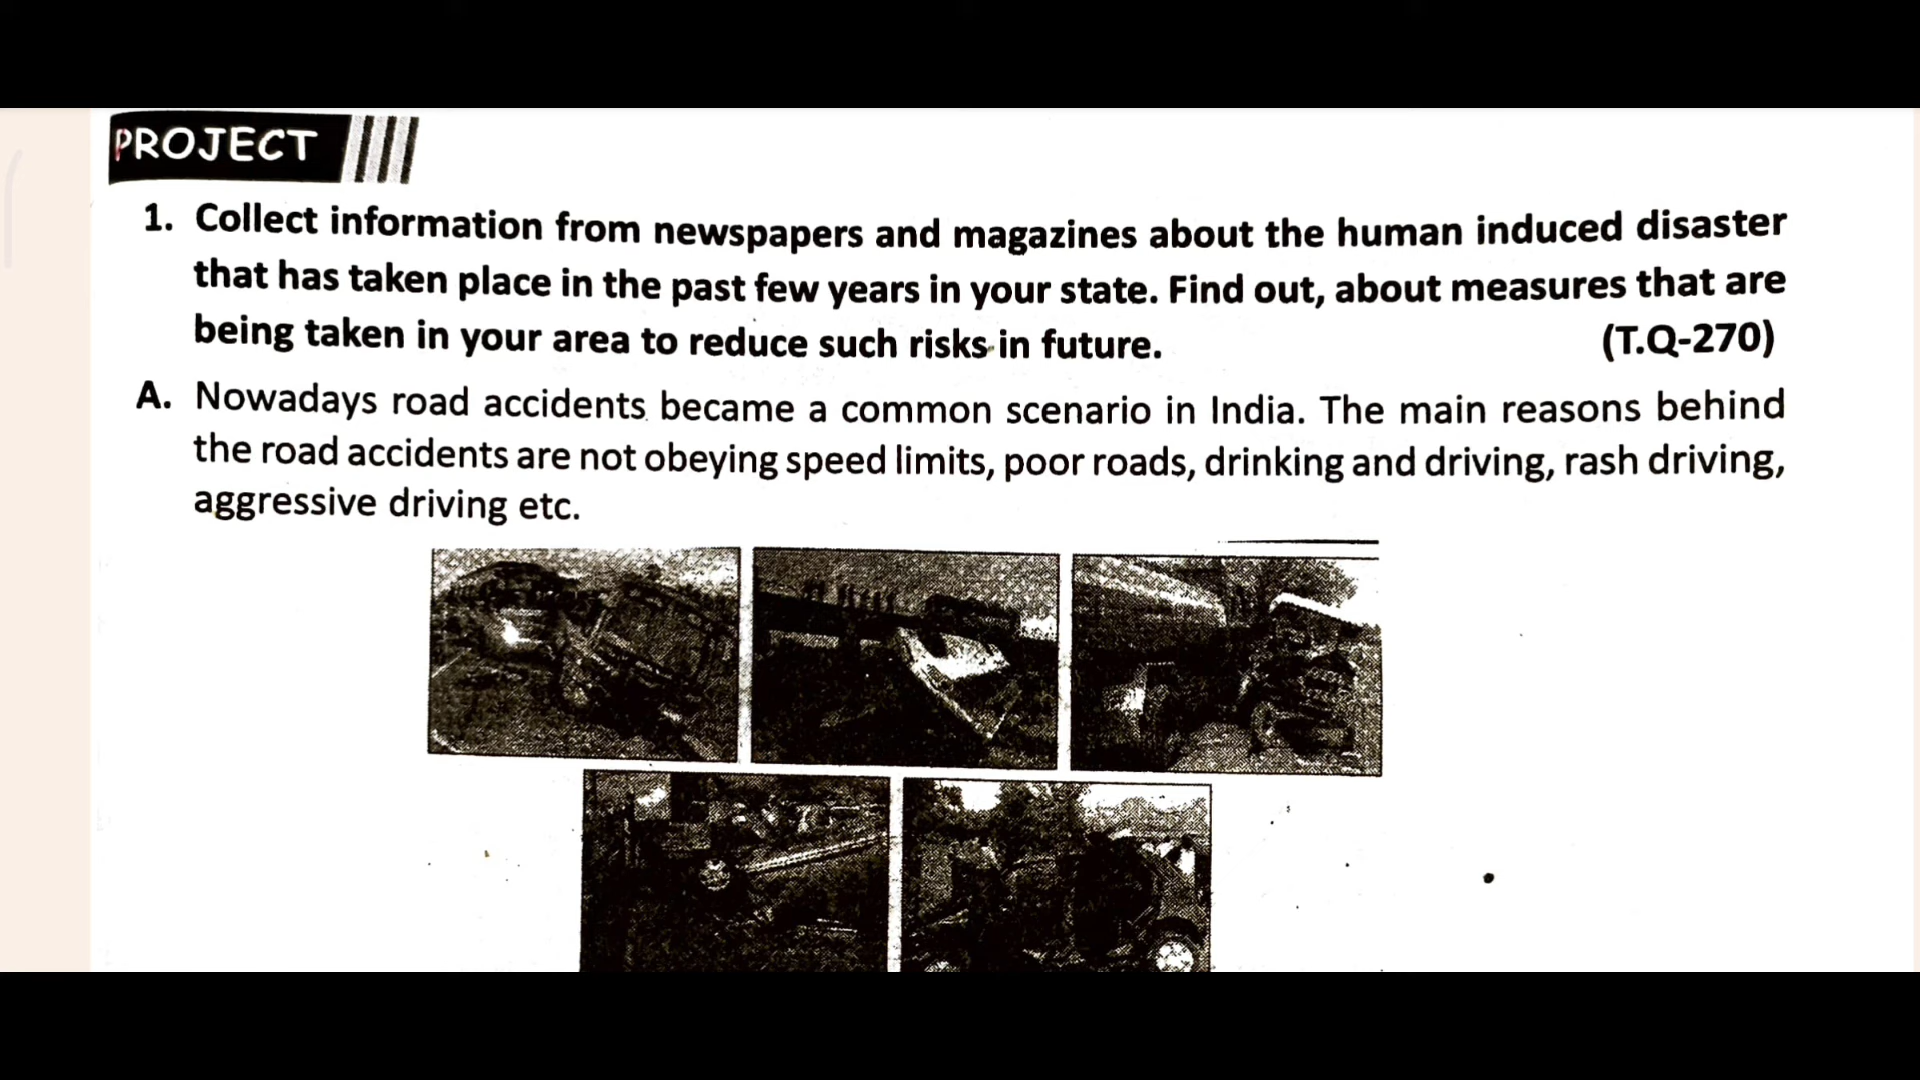 PROJECT
1. Collect information from newspapers and magazines about the human induced disaster
that has taken place in the past few years in your state. Find out, about measures that are
being taken in your area to reduce such risks in future. (T.Q-270)
A. Nowadays road accidents became a common scenario in India. The main reasons behind
the road accidents are not obeying speed limits, poor roads, drinking and driving, rash driving,
aggressive driving etc.